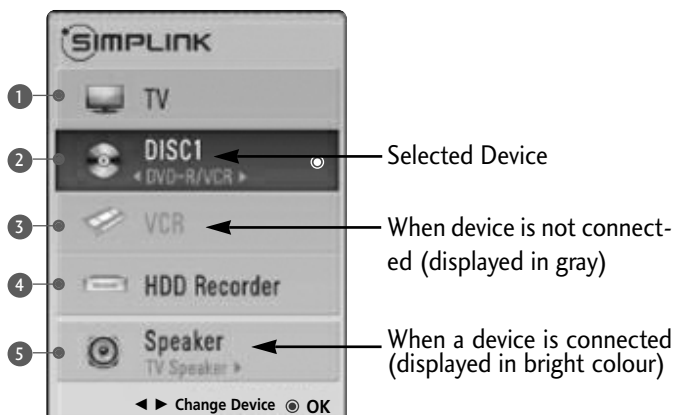 SIMPLINK
1 TV
2 DISC1 Selected Device
◄ DVD-R/VCR ►
3 VCR When device is not connect-
ed (displayed in gray)
4 HDD Recorder
5 Speaker When a device is connected
TV Speaker ► (displayed in bright colour)
◄ ► Change Device ◉ OK